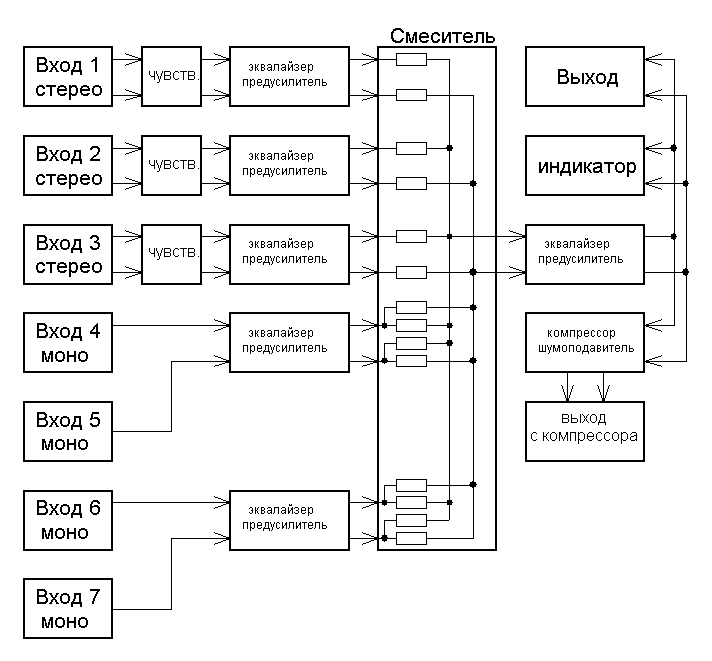 Смеситель
Вход 1
стерео
чувств.
эквалайзер
предусилитель
Выход
Вход 2
стерео
чувств.
эквалайзер
предусилитель
индикатор
Вход 3
стерео
чувств.
эквалайзер
предусилитель
эквалайзер
предусилитель
Вход 4
моно
эквалайзер
предусилитель
компрессор
шумоподавитель
Вход 5
моно
выход
с компрессора
Вход 6
моно
эквалайзер
предусилитель
Вход 7
моно